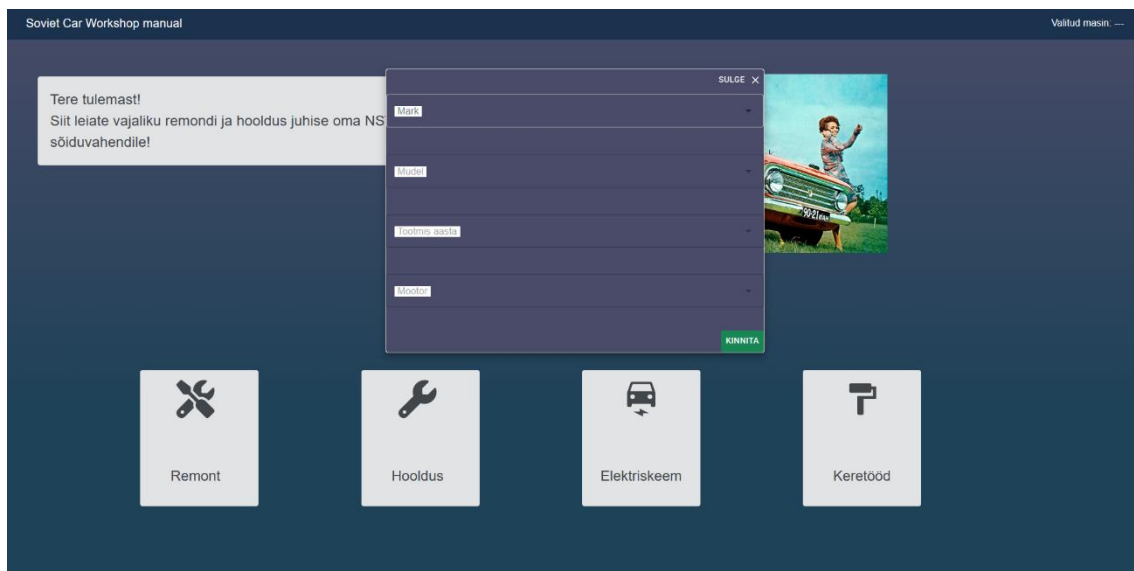 Soviet Car Workshop manual
Valitud masin: ---
Tere tulemast!
Siit leiate vajaliku remondi ja hooldus juhise oma NS
sõiduvahendile!
SULGE ×
Mark
Mudel
Tootmis aasta
Mootor
KINNITA
Remont
Hooldus
Elektriskeem
Keretööd